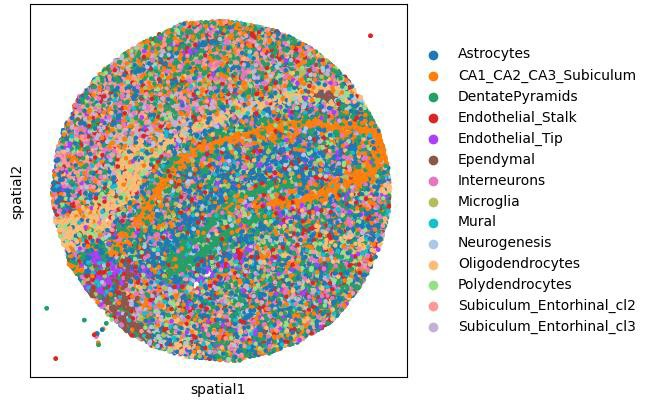 spatial2
spatial1
Astrocytes
CA1_CA2_CA3_Subiculum
DentatePyramids
Endothelial_Stalk
Endothelial_Tip
Ependymal
Interneurons
Microglia
Mural
Neurogenesis
Oligodendrocytes
Polydendrocytes
Subiculum_Entorhinal_cl2
Subiculum_Entorhinal_cl3